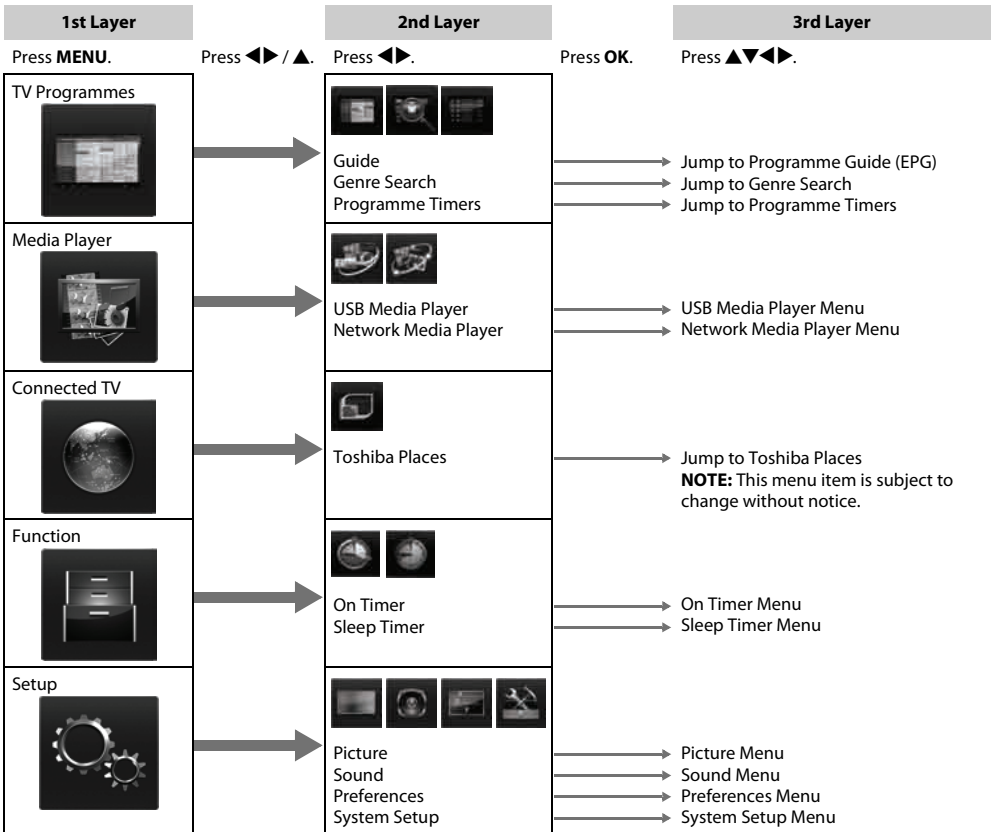 1st Layer
2nd Layer
3rd Layer
Press MENU.
Press ◀▶ / ▲.
Press ◀▶.
Press OK.
Press ▲▼◀▶.
TV Programmes
Guide
Genre Search
Programme Timers
Jump to Programme Guide (EPG)
Jump to Genre Search
Jump to Programme Timers
Media Player
USB Media Player
Network Media Player
USB Media Player Menu
Network Media Player Menu
Connected TV
Toshiba Places
Jump to Toshiba Places
NOTE: This menu item is subject to
change without notice.
Function
On Timer
Sleep Timer
On Timer Menu
Sleep Timer Menu
Setup
Picture
Sound
Preferences
System Setup
Picture Menu
Sound Menu
Preferences Menu
System Setup Menu